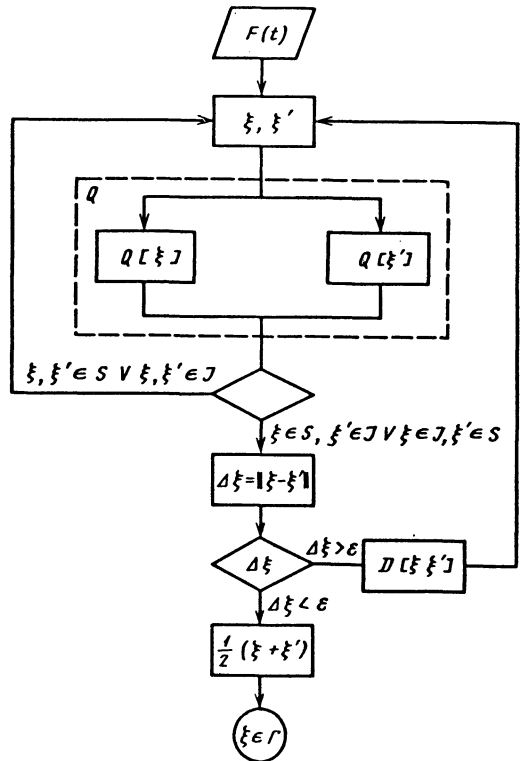 F(t)
ξ, ξ′
Q
Q[ξ]
Q[ξ′]
ξ, ξ′∈S V ξ, ξ′∈J
ξ∈S, ξ′∈J V ξ∈J, ξ′∈S
Δξ=‖ξ-ξ′‖
Δξ
Δξ>ε
D[ξ ξ′]
Δξ<ε
1/2 (ξ+ξ′)
ξ∈Γ